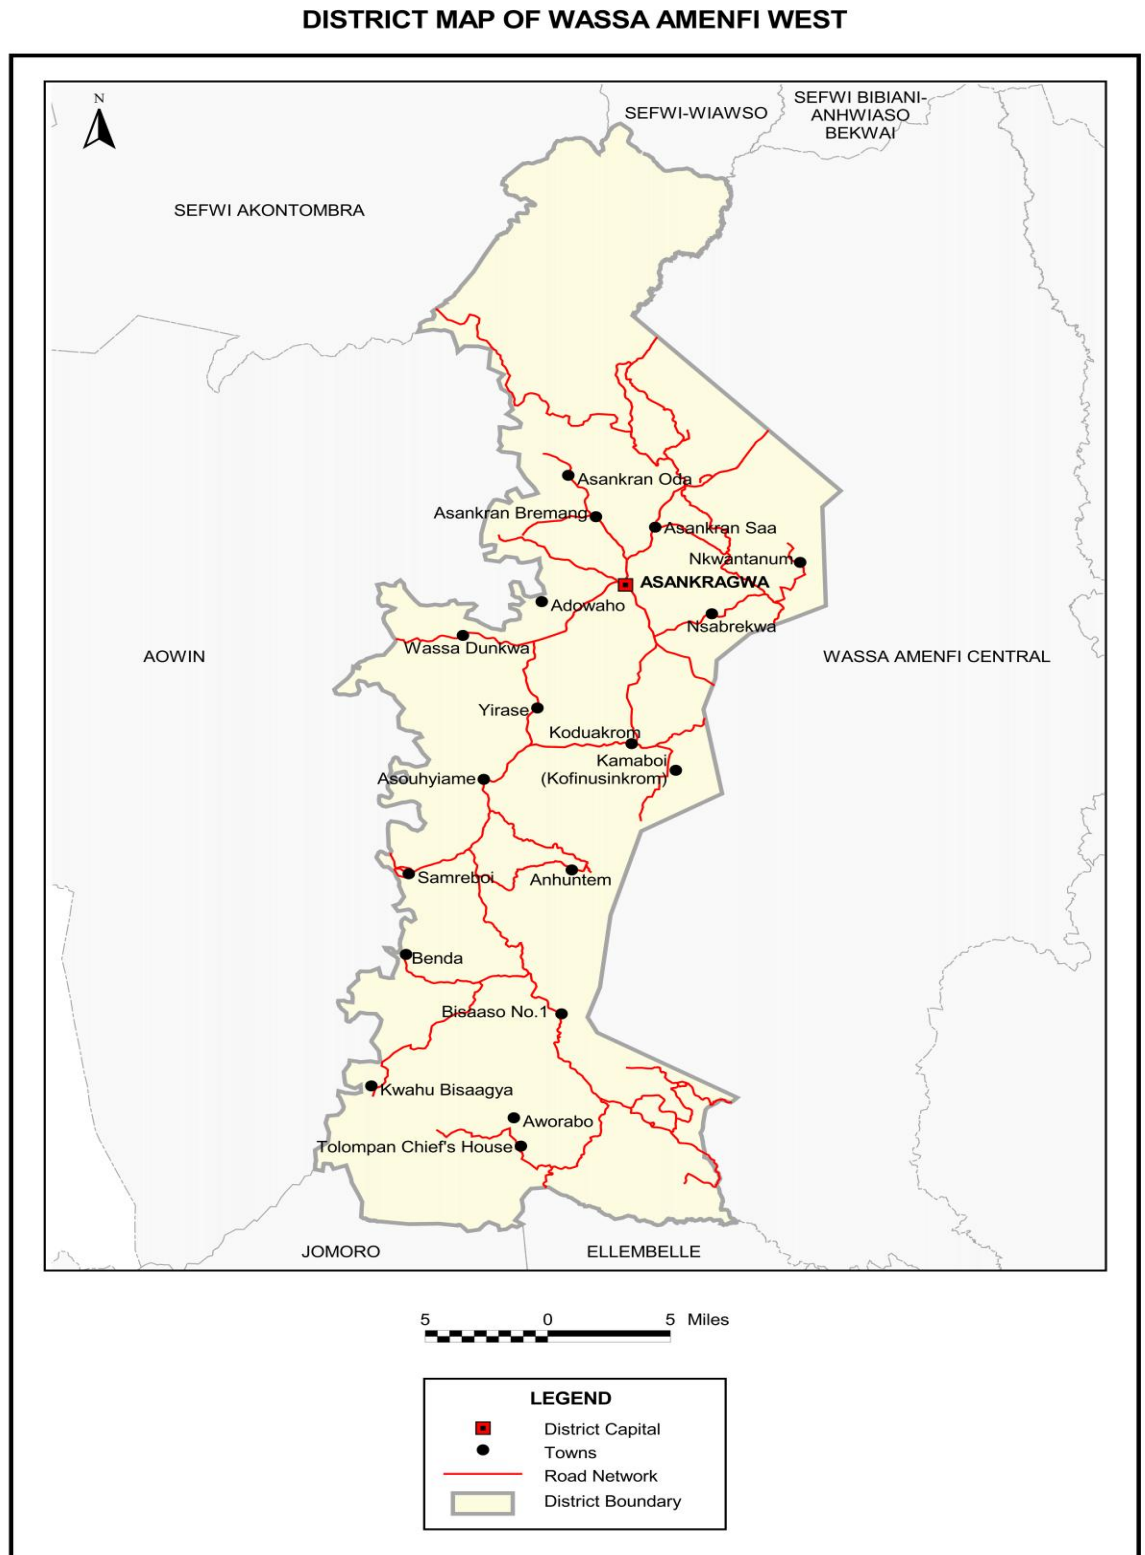 DISTRICT MAP OF WASSA AMENFI WEST
N
SEFWI-WIAWSO
SEFWI BIBIANI-
ANHWIASO
BEKWAI
SEFWI AKONTOMBRA
Asankran Oda
Asankran Bremang
Asankran Saa
Nkwantanum
ASANKRAGWA
Adowaho
Nsabrekwa
Wassa Dunkwa
AOWIN
WASSA AMENFI CENTRAL
Yirase
Koduakrom
Kamaboi
(Kofinusinkrom)
Asouhyiame
Samreboi
Anhuntem
Benda
Bisaaso No.1
Kwahu Bisaagya
Aworabo
Tolompan Chief's House
JOMORO
ELLEMBELLE
5 0 5 Miles
LEGEND
District Capital
Towns
Road Network
District Boundary